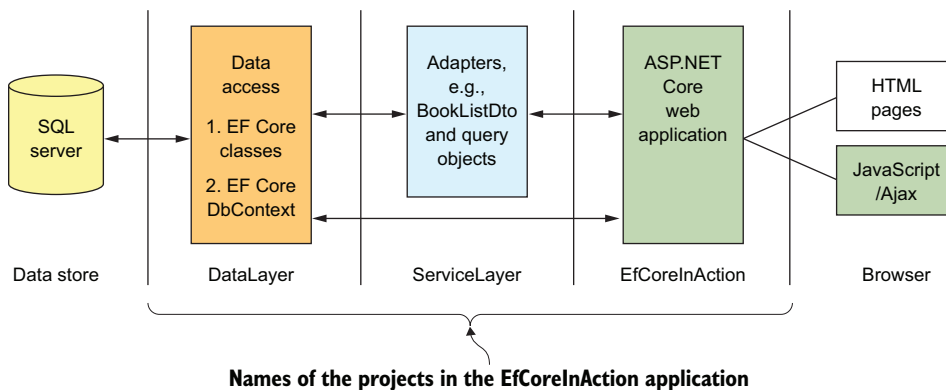 SQL
server
Data
access
1. EF Core
classes
2. EF Core
DbContext
Adapters,
e.g.,
BookListDto
and query
objects
ASP.NET
Core
web
application
HTML
pages
JavaScript
/Ajax
Data store
DataLayer
ServiceLayer
EfCoreInAction
Browser
Names of the projects in the EfCoreInAction application